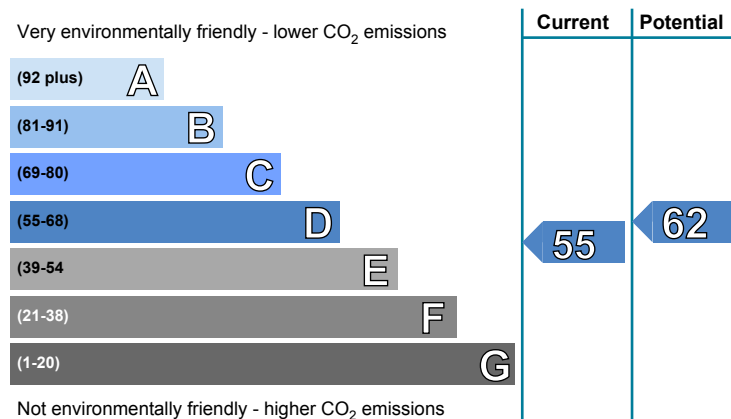 Very environmentally friendly - lower CO2 emissions
Current
Potential
(92 plus) A
(81-91) B
(69-80) C
(55-68) D
(39-54 E
(21-38) F
(1-20) G
55
62
Not environmentally friendly - higher CO2 emissions